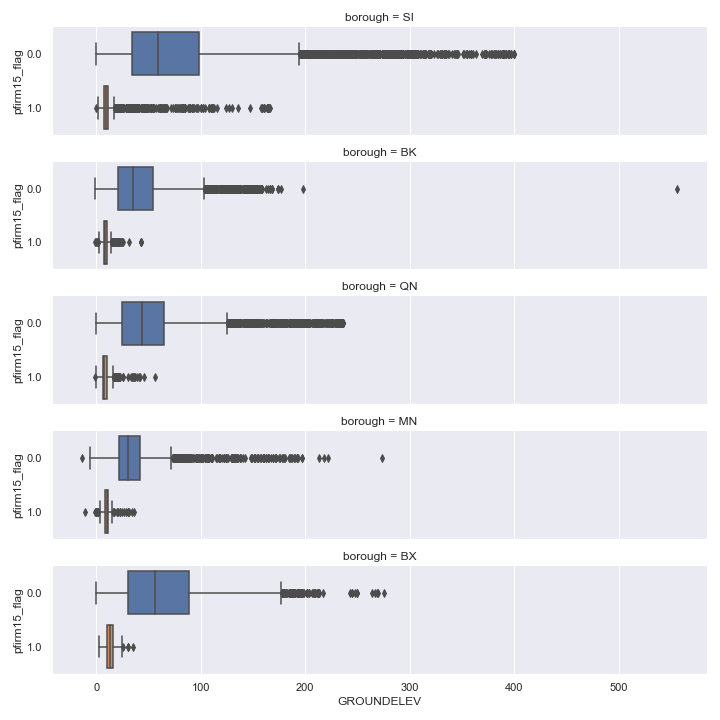 borough = SI
pfirm15_flag
0.0
1.0
borough = BK
pfirm15_flag
0.0
1.0
borough = QN
pfirm15_flag
0.0
1.0
borough = MN
pfirm15_flag
0.0
1.0
borough = BX
pfirm15_flag
0.0
1.0
0 100 200 300 400 500
GROUNDELEV